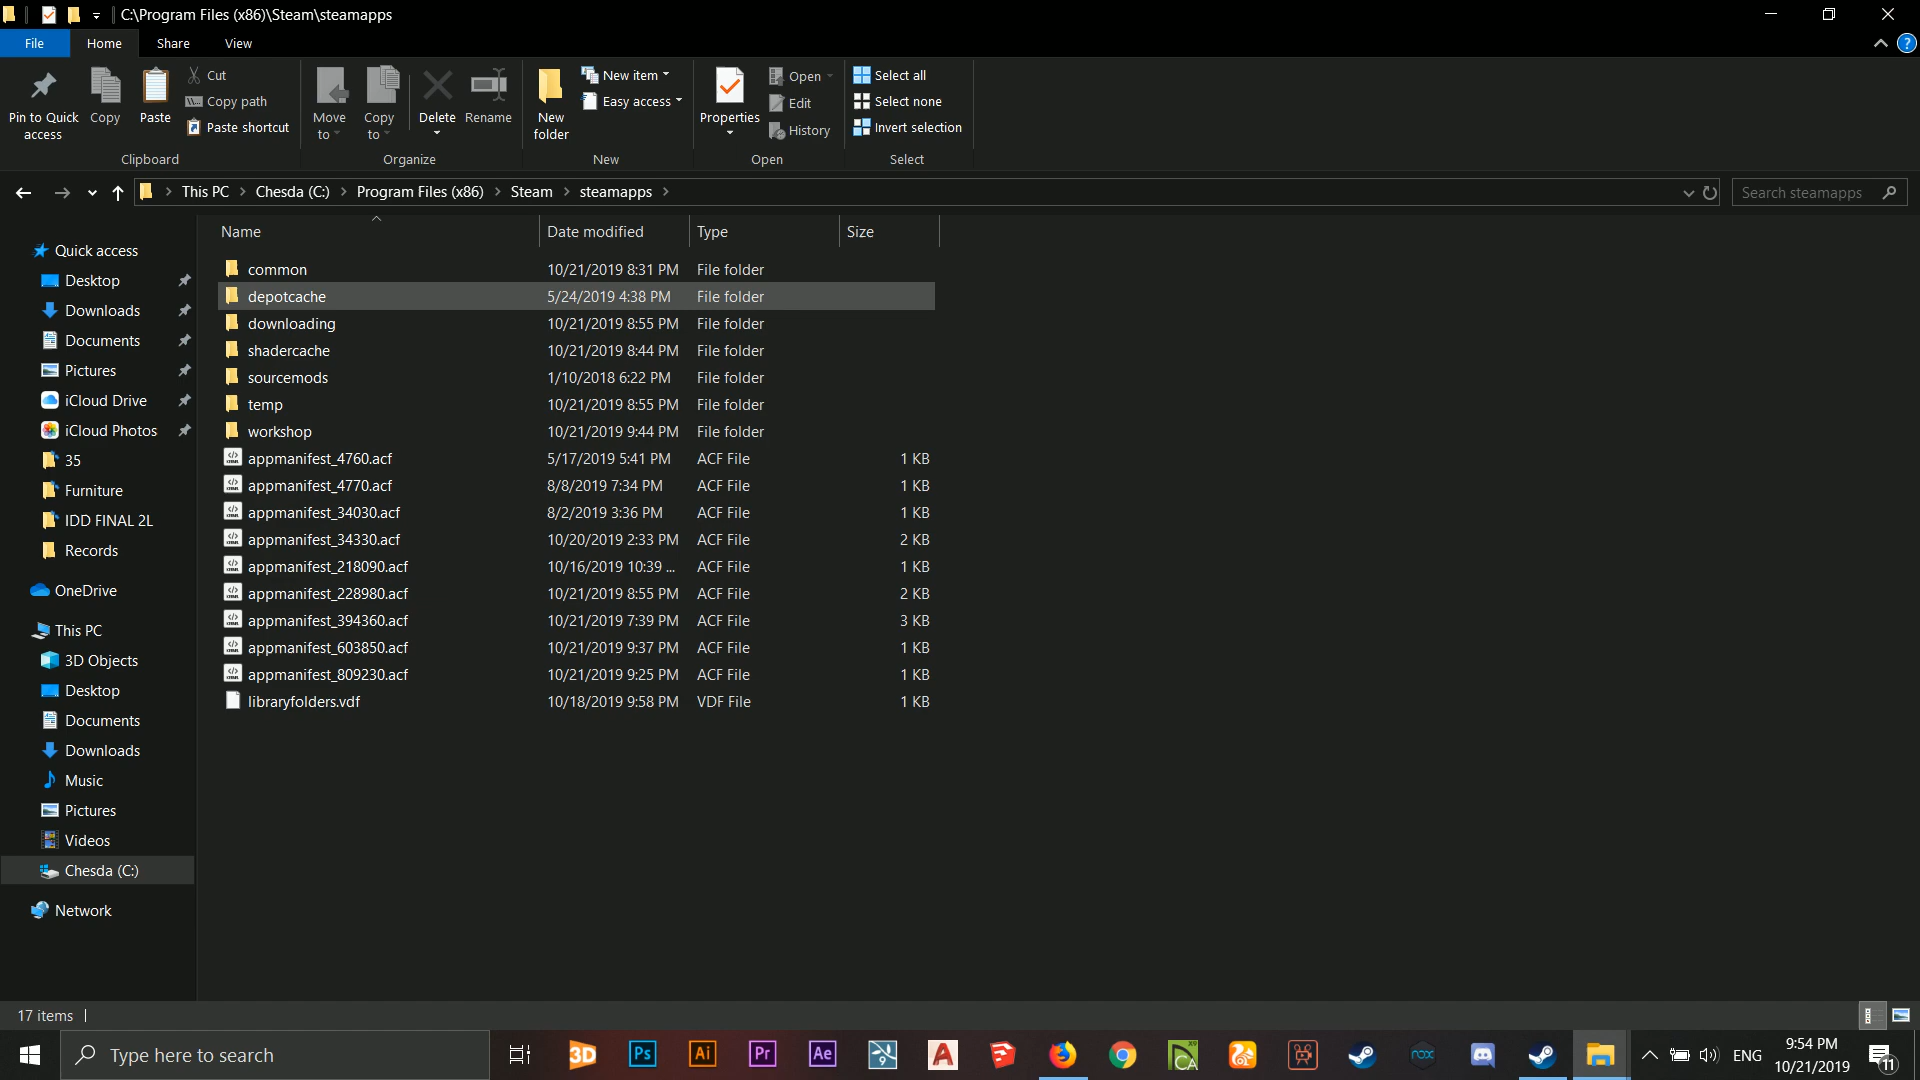 C:\Program Files (x86)\Steam\steamapps
File Home Share View
Pin to Quick access
Copy
Paste
Cut
Copy path
Paste shortcut
Move to
Copy to
Delete
Rename
New folder
New item
Easy access
Properties
Open
Edit
History
Select all
Select none
Invert selection
Clipboard Organize New Open Select
This PC Chesda (C:) Program Files (x86) Steam steamapps
Search steamapps
Quick access
Desktop
Downloads
Documents
Pictures
iCloud Drive
iCloud Photos
35
Furniture
IDD FINAL 2L
Records
OneDrive
This PC
3D Objects
Desktop
Documents
Downloads
Music
Pictures
Videos
Chesda (C:)
Network
Name Date modified Type Size
common 10/21/2019 8:31 PM File folder
depotcache 5/24/2019 4:38 PM File folder
downloading 10/21/2019 8:55 PM File folder
shadercache 10/21/2019 8:44 PM File folder
sourcemods 1/10/2018 6:22 PM File folder
temp 10/21/2019 8:55 PM File folder
workshop 10/21/2019 9:44 PM File folder
appmanifest_4760.acf 5/17/2019 5:41 PM ACF File 1 KB
appmanifest_4770.acf 8/8/2019 7:34 PM ACF File 1 KB
appmanifest_34030.acf 8/2/2019 3:36 PM ACF File 1 KB
appmanifest_34330.acf 10/20/2019 2:33 PM ACF File 2 KB
appmanifest_218090.acf 10/16/2019 10:39 ... ACF File 1 KB
appmanifest_228980.acf 10/21/2019 8:55 PM ACF File 2 KB
appmanifest_394360.acf 10/21/2019 7:39 PM ACF File 3 KB
appmanifest_603850.acf 10/21/2019 9:37 PM ACF File 1 KB
appmanifest_809230.acf 10/21/2019 9:25 PM ACF File 1 KB
libraryfolders.vdf 10/18/2019 9:58 PM VDF File 1 KB
17 items
Type here to search
3D Ps Ai Pr Ae
CA
nox
ENG
9:54 PM
10/21/2019
11